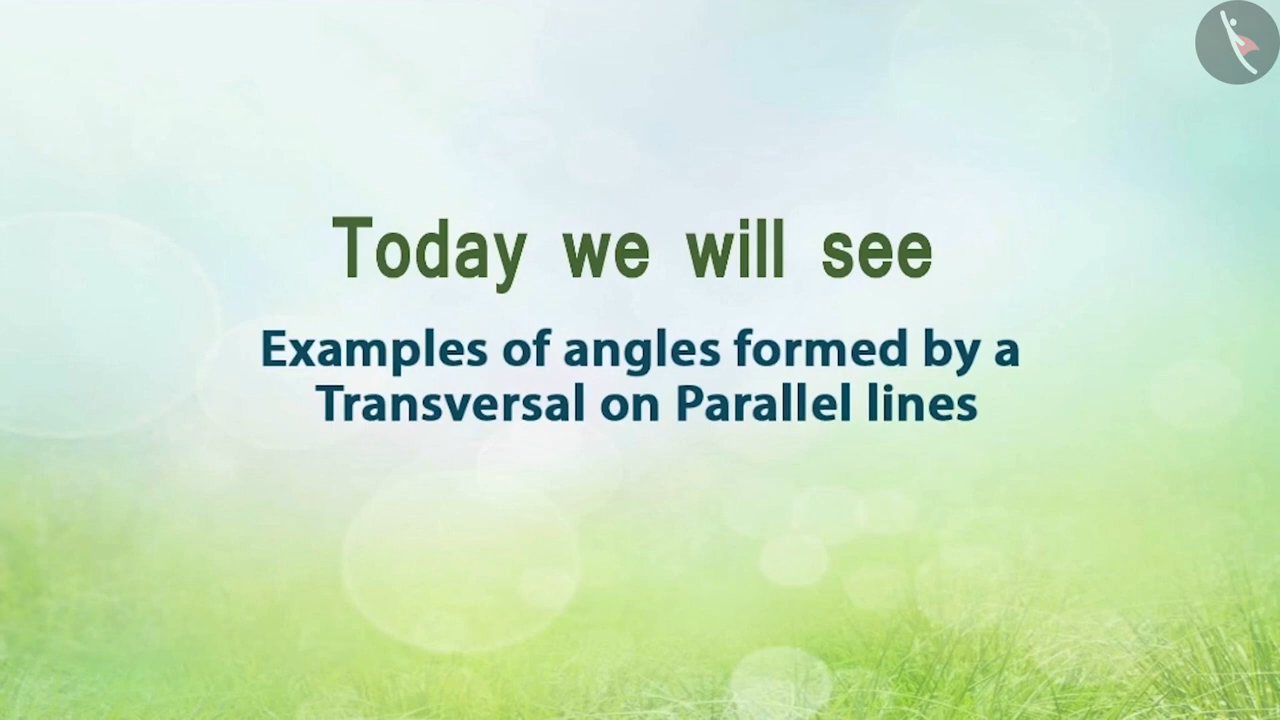 Today we will see
Examples of angles formed by a
Transversal on Parallel lines